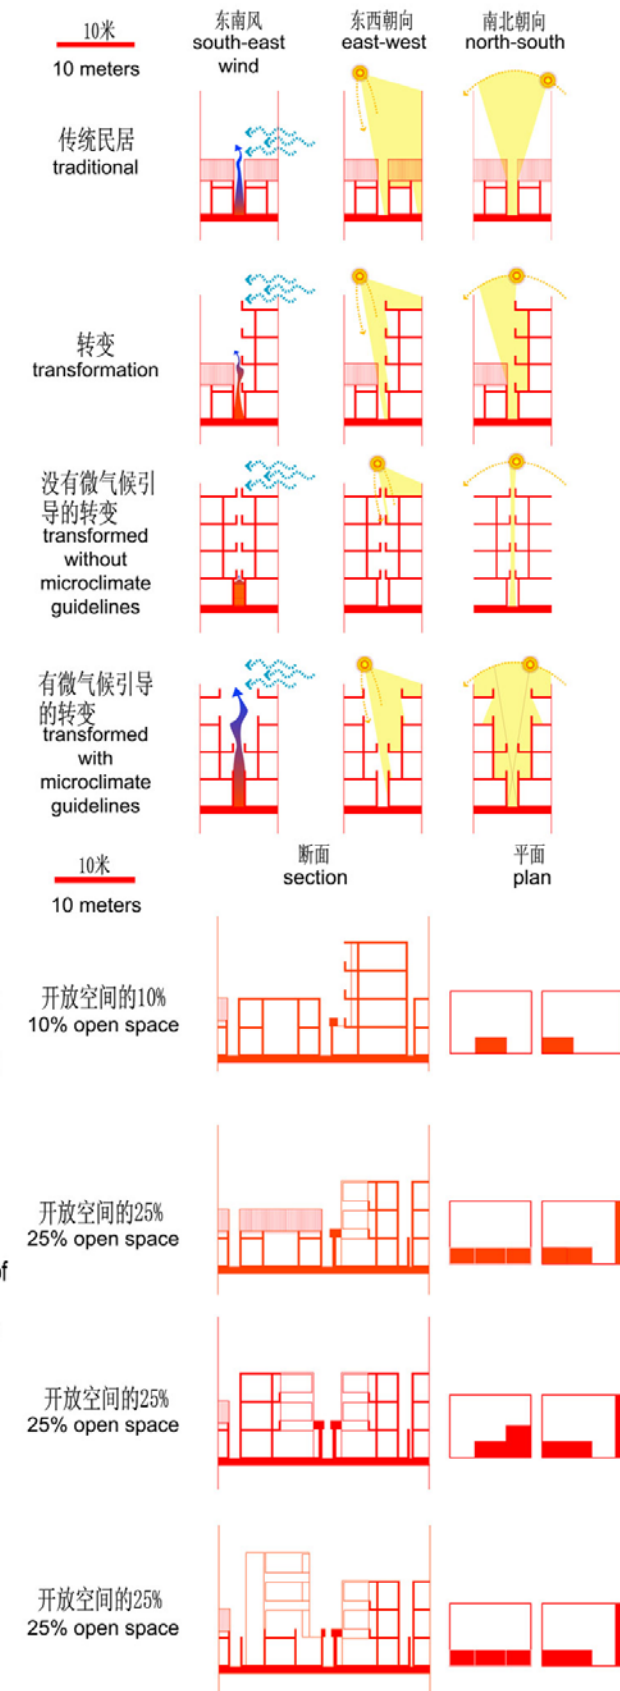 10米
10 meters
东南风
south-east
wind
东西朝向
east-west
南北朝向
north-south
传统民居
traditional
转变
transformation
没有微气候引
导的转变
transformed
without
microclimate
guidelines
有微气候引导
的转变
transformed
with
microclimate
guidelines
10米
10 meters
断面
section
平面
plan
开放空间的10%
10% open space
开放空间的25%
25% open space
of
开放空间的25%
25% open space
开放空间的25%
25% open space